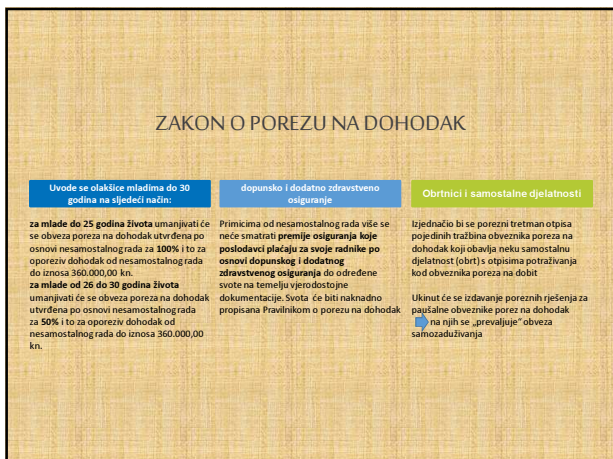 ZAKON O POREZU NA DOHODAK
Uvode se olakšice mladima do 30
godina na sljedeći način:
za mlade do 25 godina života umanjivati će
se obveza poreza na dohodak utvrđena po
osnovi nesamostalnog rada za 100% i to za
oporeziv dohodak od nesamostalnog rada
do iznosa 360.000,00 kn.
za mlade od 26 do 30 godina života
umanjivati će se obveza poreza na dohodak
utvrđena po osnovi nesamostalnog rada
za 50% i to za oporeziv dohodak od
nesamostalnog rada do iznosa 360.000,00
kn.
dopunsko i dodatno zdravstveno
osiguranje
Primicima od nesamostalnog rada više se
neće smatrati premije osiguranja koje
poslodavci plaćaju za svoje radnike po
osnovi dopunskog i dodatnog
zdravstvenog osiguranja do određene
svote na temelju vjerodostojne
dokumentacije. Svota će biti naknadno
propisana Pravilnikom o porezu na dohodak
Obrtnici i samostalne djelatnosti
Izjednačio bi se porezni tretman otpisa
pojedinih tražbina obveznika poreza na
dohodak koji obavlja neku samostalnu
djelatnost (obrt) s otpisima potraživanja
kod obveznika poreza na dobit
Ukinut će se izdavanje poreznih rješenja za
paušalne obveznike porez na dohodak
na njih se „prevaljuje“ obveza
samozaduživanja